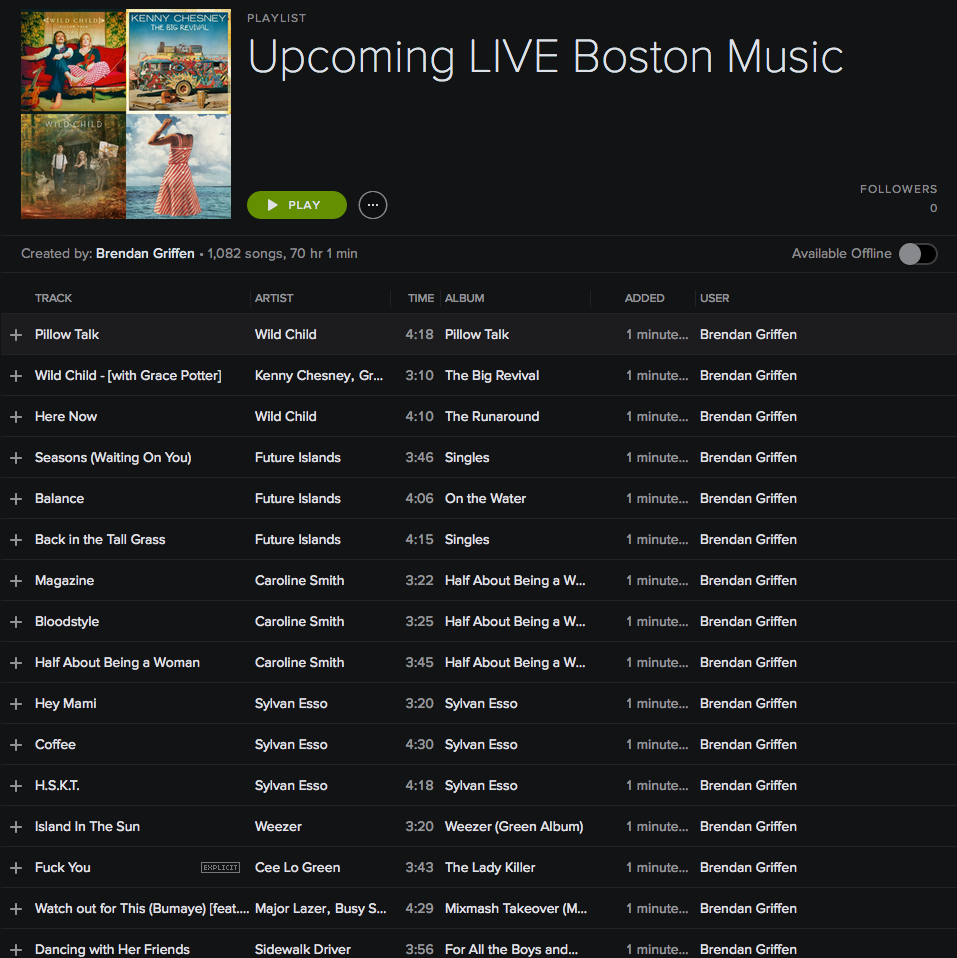 WILD CHILD
PILLOW TALK
KENNY CHESNEY
THE BIG REVIVAL
WILD CHILD
PLAYLIST
Upcoming LIVE Boston Music
PLAY
FOLLOWERS
0
Created by: Brendan Griffen • 1,082 songs, 70 hr 1 min Available Offline
TRACK ARTIST TIME ALBUM ADDED USER
Pillow Talk Wild Child 4:18 Pillow Talk 1 minute... Brendan Griffen
Wild Child - [with Grace Potter] Kenny Chesney, Gr... 3:10 The Big Revival 1 minute... Brendan Griffen
Here Now Wild Child 4:10 The Runaround 1 minute... Brendan Griffen
Seasons (Waiting On You) Future Islands 3:46 Singles 1 minute... Brendan Griffen
Balance Future Islands 4:06 On the Water 1 minute... Brendan Griffen
Back in the Tall Grass Future Islands 4:15 Singles 1 minute... Brendan Griffen
Magazine Caroline Smith 3:22 Half About Being a W... 1 minute... Brendan Griffen
Bloodstyle Caroline Smith 3:25 Half About Being a W... 1 minute... Brendan Griffen
Half About Being a Woman Caroline Smith 3:45 Half About Being a W... 1 minute... Brendan Griffen
Hey Mami Sylvan Esso 3:20 Sylvan Esso 1 minute... Brendan Griffen
Coffee Sylvan Esso 4:30 Sylvan Esso 1 minute... Brendan Griffen
H.S.K.T. Sylvan Esso 4:18 Sylvan Esso 1 minute... Brendan Griffen
Island In The Sun Weezer 3:20 Weezer (Green Album) 1 minute... Brendan Griffen
Fuck You EXPLICIT Cee Lo Green 3:43 The Lady Killer 1 minute... Brendan Griffen
Watch out for This (Bumaye) [feat.... Major Lazer, Busy S... 4:29 Mixmash Takeover (M... 1 minute... Brendan Griffen
Dancing with Her Friends Sidewalk Driver 3:56 For All the Boys and... 1 minute... Brendan Griffen